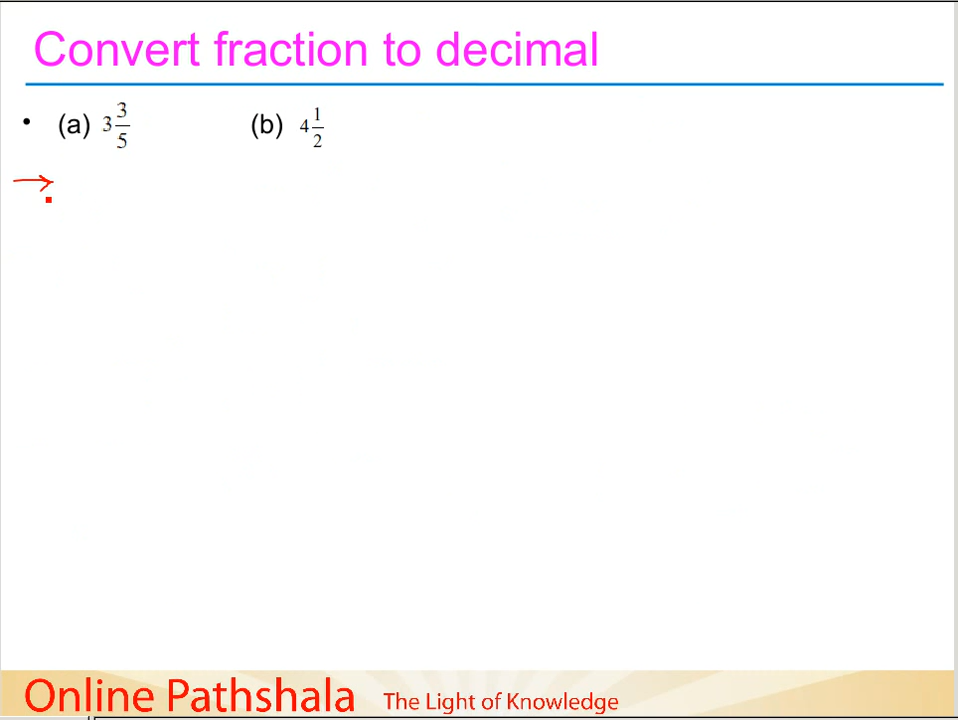 Convert fraction to decimal
• (a) 3 3/5 (b) 4 1/2
→
Online Pathshala The Light of Knowledge